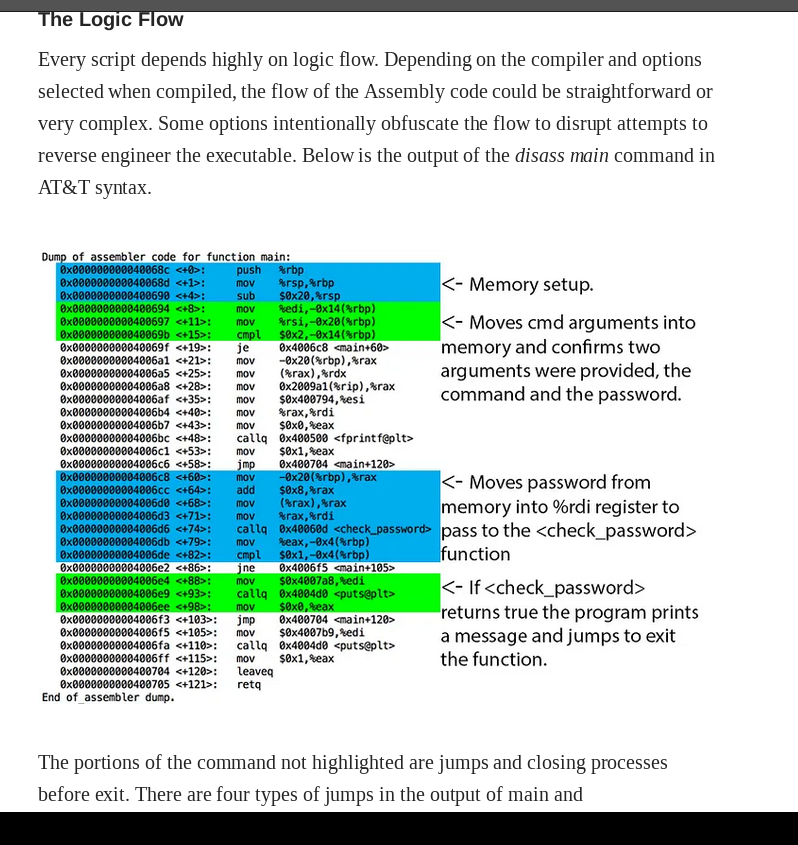 The Logic Flow
Every script depends highly on logic flow. Depending on the compiler and options
selected when compiled, the flow of the Assembly code could be straightforward or
very complex. Some options intentionally obfuscate the flow to disrupt attempts to
reverse engineer the executable. Below is the output of the disass main command in
AT&T syntax.
Dump of assembler code for function main:
0x000000000040068c <+0>: push %rbp
0x000000000040068d <+1>: mov %rsp,%rbp
0x0000000000400690 <+4>: sub $0x20,%rsp
<- Memory setup.
0x0000000000400694 <+8>: mov %edi,-0x14(%rbp)
0x0000000000400697 <+11>: mov %rsi,-0x20(%rbp)
0x000000000040069b <+15>: cmpl $0x2,-0x14(%rbp)
<- Moves cmd arguments into
memory and confirms two
arguments were provided, the
command and the password.
0x000000000040069f <+19>: je 0x4006c8 <main+60>
0x00000000004006a1 <+21>: mov -0x20(%rbp),%rax
0x00000000004006a5 <+25>: mov (%rax),%rdx
0x00000000004006a8 <+28>: mov 0x2009a1(%rip),%rax
0x00000000004006af <+35>: mov $0x400794,%esi
0x00000000004006b4 <+40>: mov %rax,%rdi
0x00000000004006b7 <+43>: mov $0x0,%eax
0x00000000004006bc <+48>: callq 0x400500 <fprintf@plt>
0x00000000004006c1 <+53>: mov $0x1,%eax
0x00000000004006c6 <+58>: jmp 0x400704 <main+120>
0x00000000004006c8 <+60>: mov -0x20(%rbp),%rax
0x00000000004006cc <+64>: add $0x8,%rax
0x00000000004006d0 <+68>: mov (%rax),%rax
0x00000000004006d3 <+71>: mov %rax,%rdi
0x00000000004006d6 <+74>: callq 0x40060d <check_password>
0x00000000004006db <+79>: mov %eax,-0x4(%rbp)
0x00000000004006de <+82>: cmpl $0x1,-0x4(%rbp)
<- Moves password from
memory into %rdi register to
pass to the <check_password>
function
0x00000000004006e2 <+86>: jne 0x4006f5 <main+105>
0x00000000004006e4 <+88>: mov $0x4007a8,%edi
0x00000000004006e9 <+93>: callq 0x4004d0 <puts@plt>
0x00000000004006ee <+98>: mov $0x0,%eax
<- If <check_password>
returns true the program prints
a message and jumps to exit
the function.
0x00000000004006f3 <+103>: jmp 0x400704 <main+120>
0x00000000004006f5 <+105>: mov $0x4007b9,%edi
0x00000000004006fa <+110>: callq 0x4004d0 <puts@plt>
0x00000000004006ff <+115>: mov $0x1,%eax
0x0000000000400704 <+120>: leaveq
0x0000000000400705 <+121>: retq
End of assembler dump.
The portions of the command not highlighted are jumps and closing processes
before exit. There are four types of jumps in the output of main and